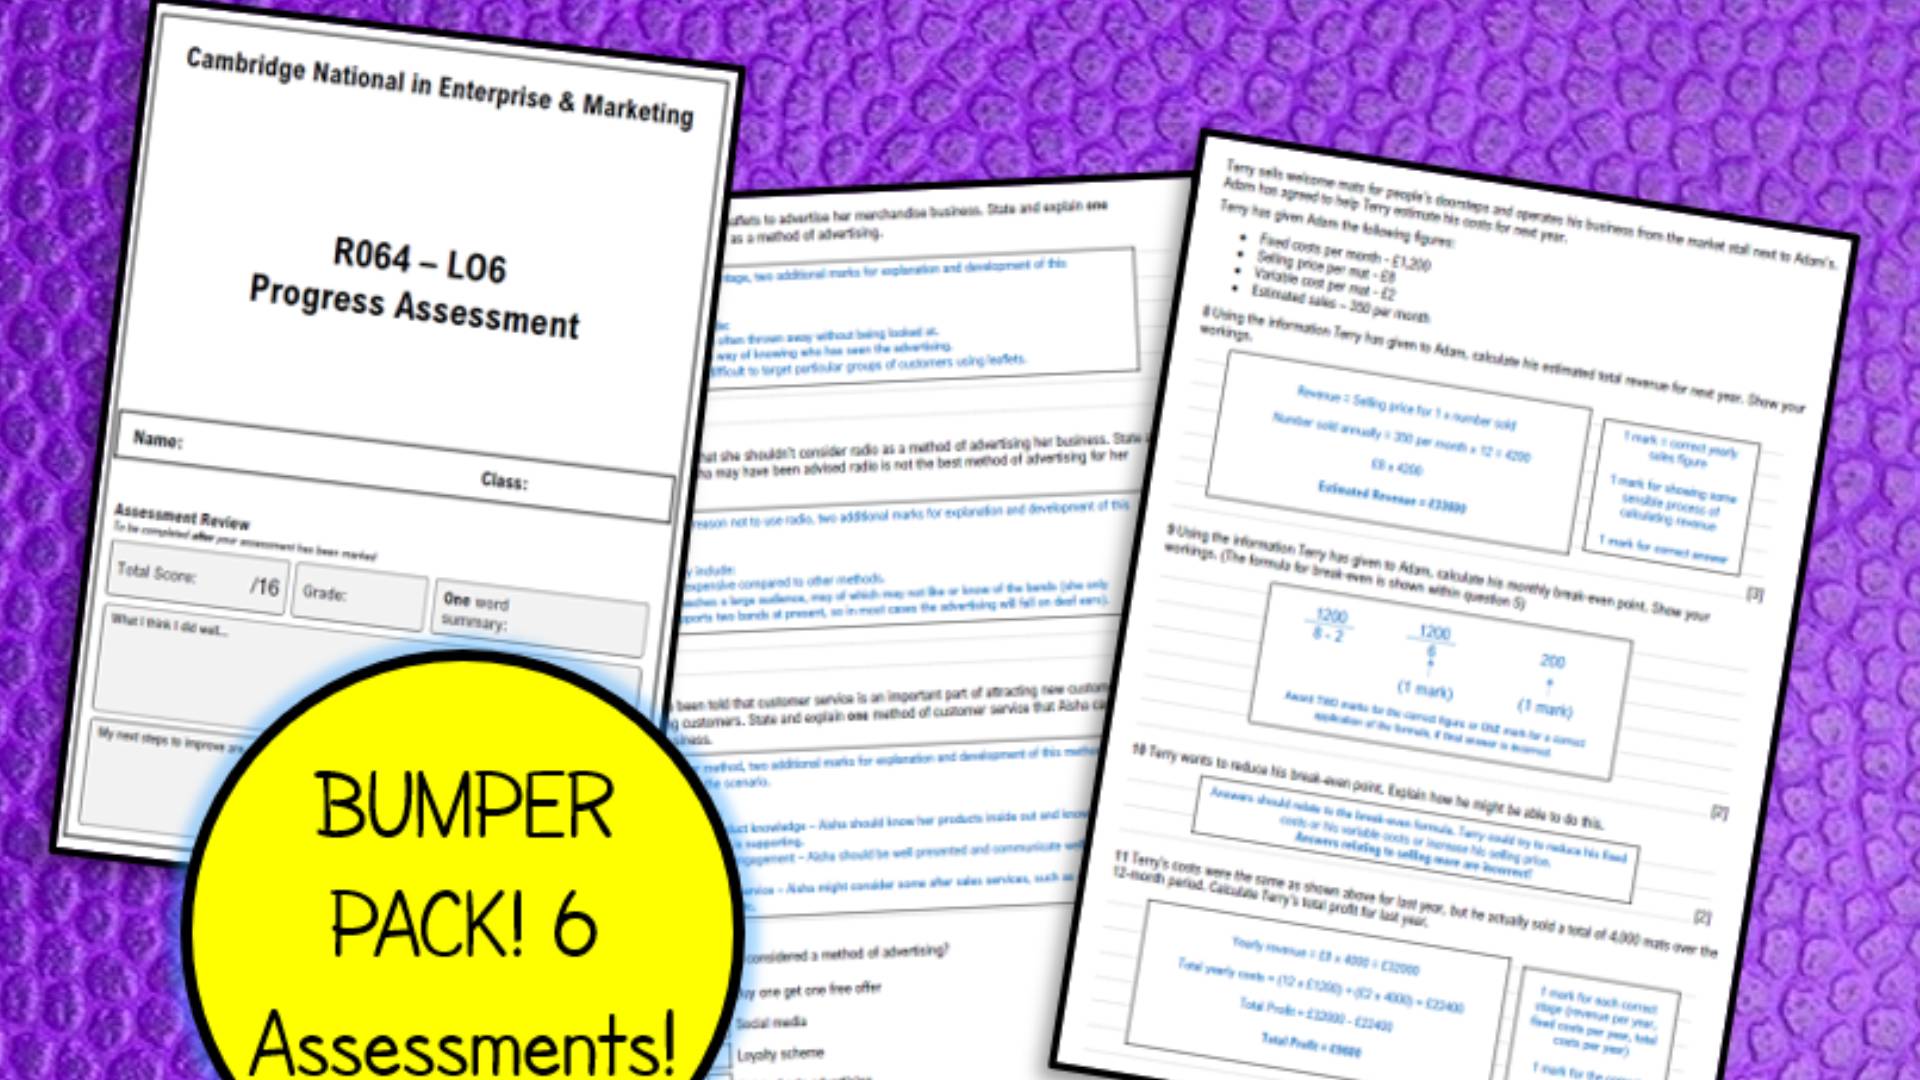 Cambridge National in Enterprise & Marketing
R064 – LO6
Progress Assessment
Name:
Class:
Assessment Review
To be completed after your assessment has been marked
Total Score:
/16
Grade:
One word
summary:
What I think I did well...
My next steps to improve are
BUMPER
PACK! 6
Assessments!
leaflets to advertise her merchandise business. State and explain one
as a method of advertising.
two additional marks for explanation and development of this
often thrown away without being looked at.
way of knowing who has seen the advertising.
difficult to target particular groups of customers using leaflets.
that she shouldn't consider radio as a method of advertising her business. State
may have been advised radio is not the best method of advertising for her
reason not to use radio, two additional marks for explanation and development of this
include:
expensive compared to other methods.
a large audience, may of which may not like or know of the bands (she only
two bands at present, so in most cases the advertising will fall on deaf ears).
been told that customer service is an important part of attracting new
customers. State and explain one method of customer service that Aisha
method, two additional marks for explanation and development of this
the scenario.
knowledge – Aisha should know her products inside out and
supporting.
– Aisha should be well presented and communicate
– Aisha might consider some after sales services, such as
considered a method of advertising?
Buy one get one free offer
Social media
Loyalty scheme
Terry sells welcome mats for people's doorsteps and operates his business from the market stall next to Adam's.
Adam has agreed to help Terry estimate his costs for next year.
Terry has given Adam the following figures:
• Fixed costs per month - £1,200
• Selling price per mat - £8
• Variable cost per mat - £2
• Estimated sales – 350 per month
8 Using the information Terry has given to Adam, calculate his estimated total revenue for next year. Show your
workings.
Revenue = Selling price for 1 x number sold
Number sold annually = 350 per month x 12 = 4200
£8 x 4200
Estimated Revenue = £33600
1 mark = correct yearly
sales figure
1 mark for showing some
sensible process of
calculating revenue
1 mark for correct answer
[3]
9 Using the information Terry has given to Adam, calculate his monthly break-even point. Show your
workings. (The formula for break-even is shown within question 5)
1200
8 - 2
1200
6
(1 mark)
200
(1 mark)
Award TWO marks for the correct figure or ONE mark for a correct
application of the formula, if final answer is incorrect.
[2]
10 Terry wants to reduce his break-even point. Explain how he might be able to do this.
Answers should relate to the break-even formula. Terry could try to reduce his fixed
costs or his variable costs or increase his selling price.
Answers relating to selling more are incorrect!
[2]
11 Terry's costs were the same as shown above for last year, but he actually sold a total of 4,000 mats over the
12-month period. Calculate Terry's total profit for last year.
Yearly revenue = £8 x 4000 = £32000
Total yearly costs = (12 x £1200) + (£2 x 4000) = £22400
Total Profit = £32000 - £22400
Total Profit = £9600
1 mark for each correct
stage (revenue per year,
fixed costs per year, total
costs per year)
1 mark for the correct